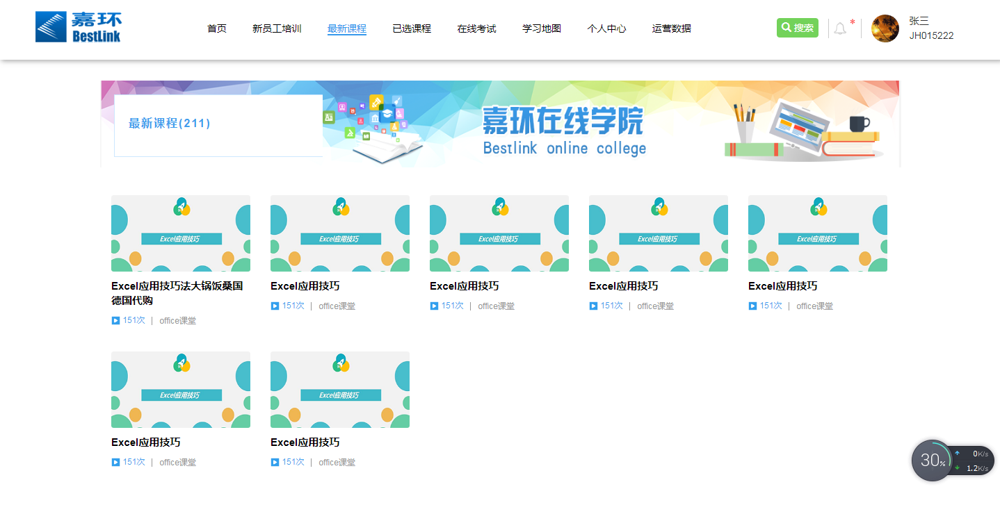 嘉环
BestLink
首页 新员工培训 最新课程 已选课程 在线考试 学习地图 个人中心 运营数据
搜索
*
张三
JH015222
最新课程(211)
嘉环在线学院
Bestlink online college
Excel应用技巧
Excel应用技巧
Excel应用技巧
Excel应用技巧
Excel应用技巧
Excel应用技巧法大锅饭桑国
德国代购
151次 | office课堂
Excel应用技巧
151次 | office课堂
Excel应用技巧
151次 | office课堂
Excel应用技巧
151次 | office课堂
Excel应用技巧
151次 | office课堂
Excel应用技巧
Excel应用技巧
Excel应用技巧
151次 | office课堂
Excel应用技巧
151次 | office课堂
30%
0K/s
1.2K/s